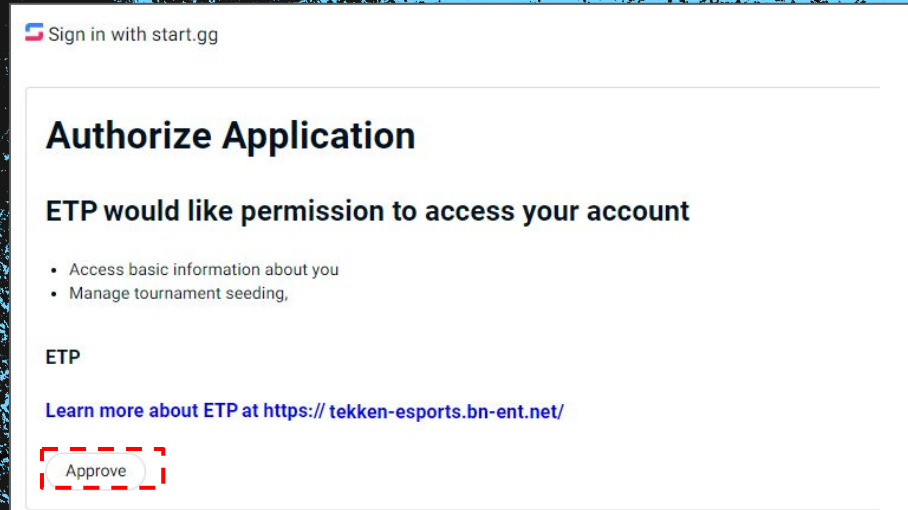 Sign in with start.gg
Authorize Application
ETP would like permission to access your account
Access basic information about you
Manage tournament seeding,
ETP
Learn more about ETP at https:// tekken-esports.bn-ent.net/
Approve